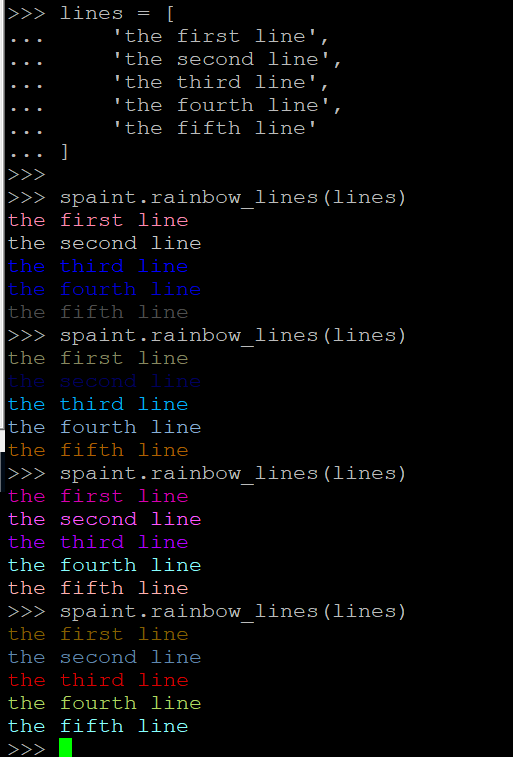 >>> lines = [
...     'the first line',
...     'the second line',
...     'the third line',
...     'the fourth line',
...     'the fifth line'
... ]
>>>
>>> spaint.rainbow_lines(lines)
the first line
the second line
the third line
the fourth line
the fifth line
>>> spaint.rainbow_lines(lines)
the first line
the second line
the third line
the fourth line
the fifth line
>>> spaint.rainbow_lines(lines)
the first line
the second line
the third line
the fourth line
the fifth line
>>> spaint.rainbow_lines(lines)
the first line
the second line
the third line
the fourth line
the fifth line
>>>